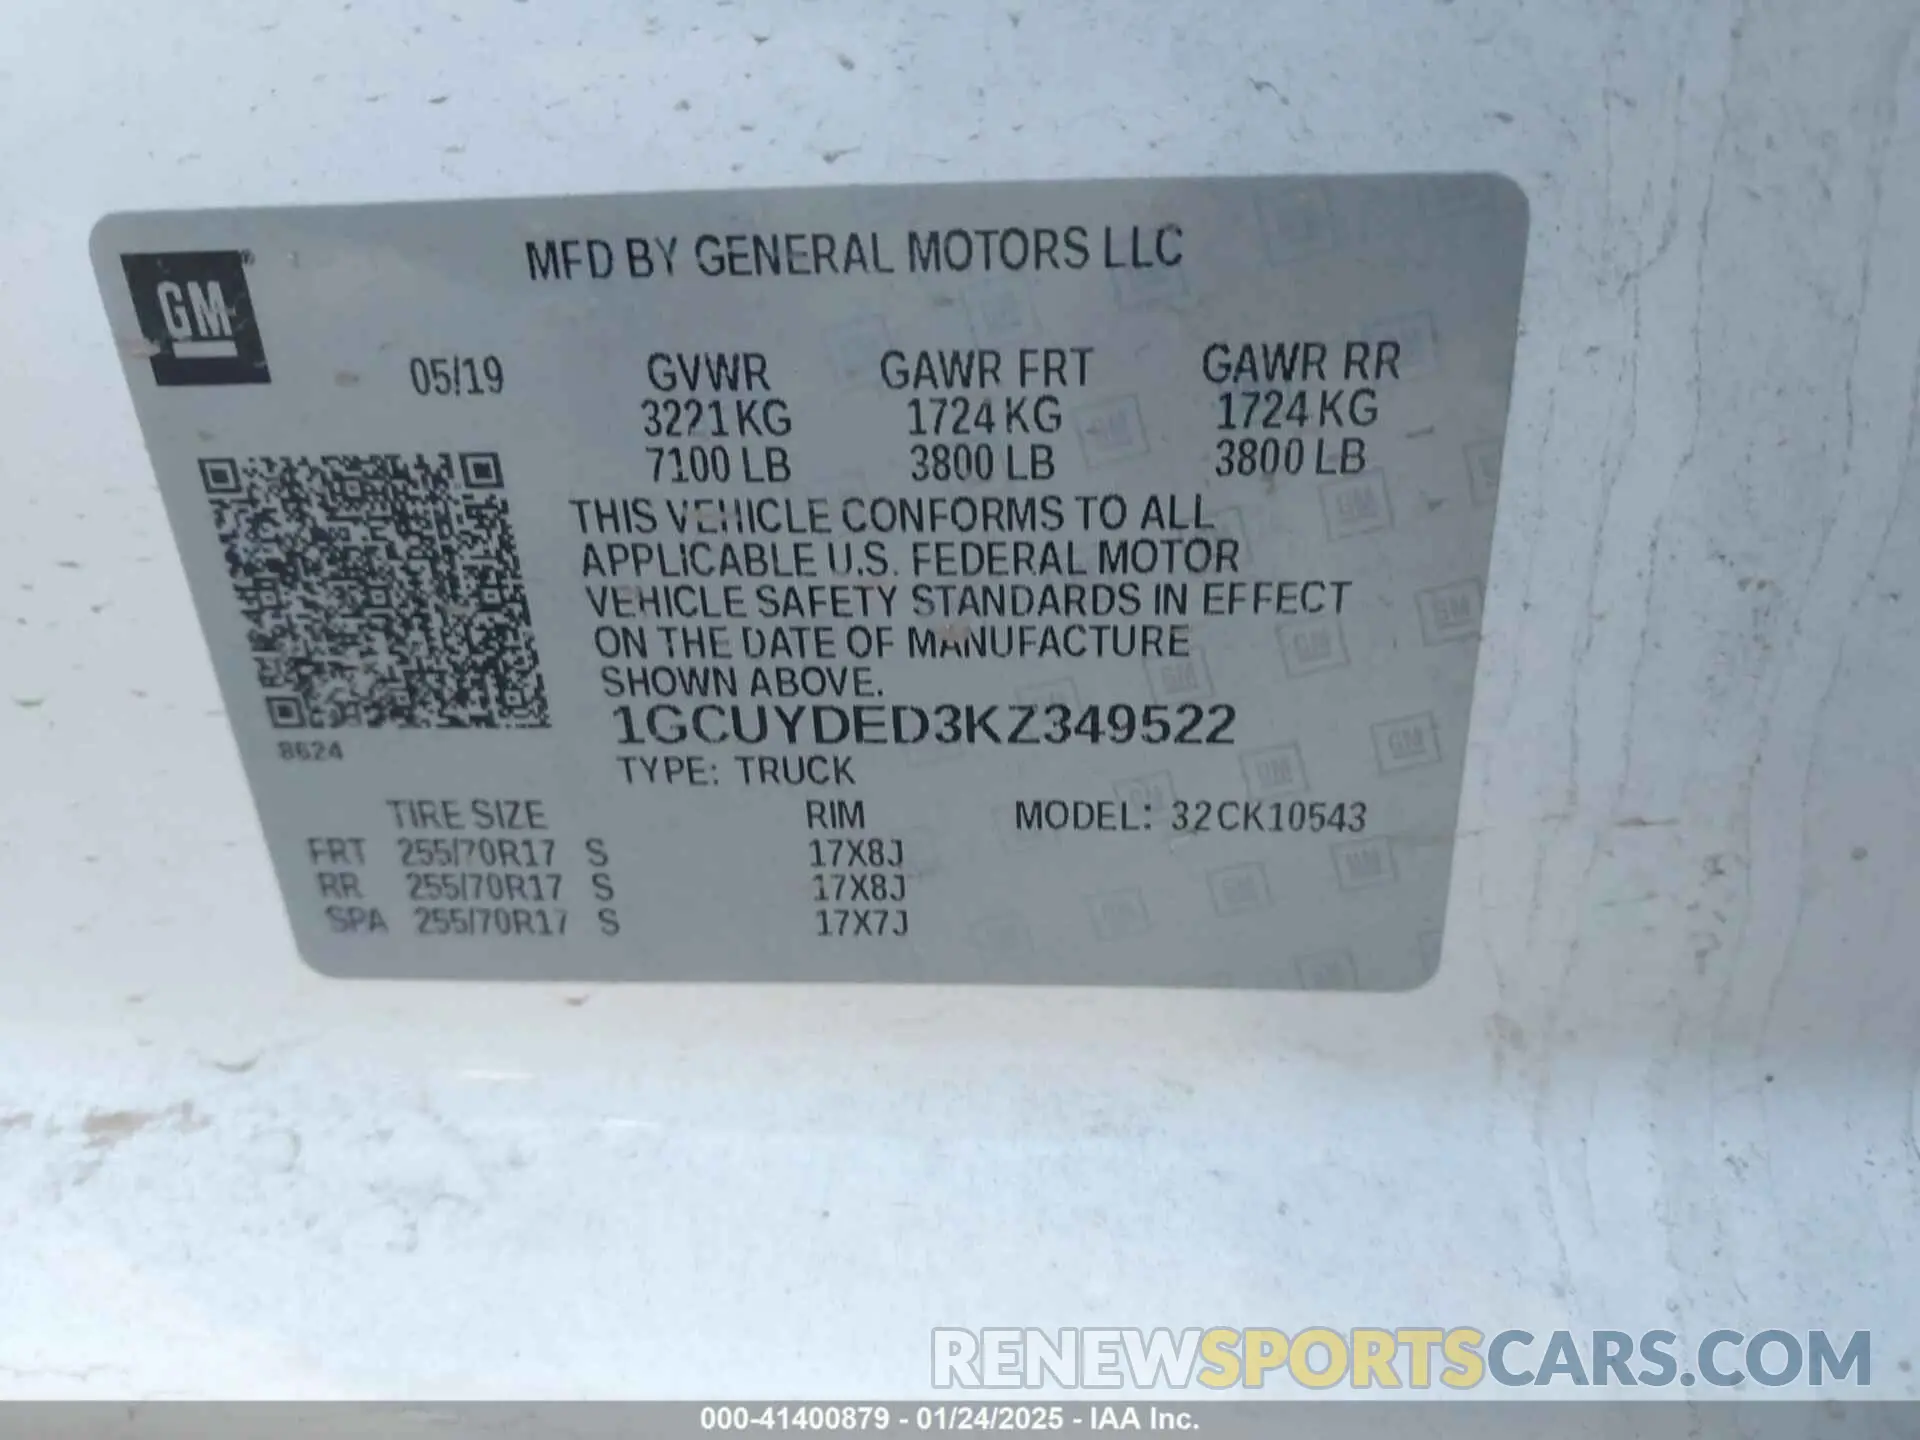 MFD BY GENERAL MOTORS LLC
GM
05/19 GVWR GAWR FRT GAWR RR
3221 KG 1724 KG 1724 KG
7100 LB 3800 LB 3800 LB
THIS VEHICLE CONFORMS TO ALL
APPLICABLE U.S. FEDERAL MOTOR
VEHICLE SAFETY STANDARDS IN EFFECT
ON THE DATE OF MANUFACTURE
SHOWN ABOVE.
1GCUYDED3KZ349522
8624
TYPE: TRUCK
TIRE SIZE RIM MODEL: 32CK10543
FRT 255/70R17 S 17X8J
RR 255/70R17 S 17X8J
SPA 255/70R17 S 17X7J
RENEWSPORTSCARS.COM
000-41400879 - 01/24/2025 - IAA Inc.